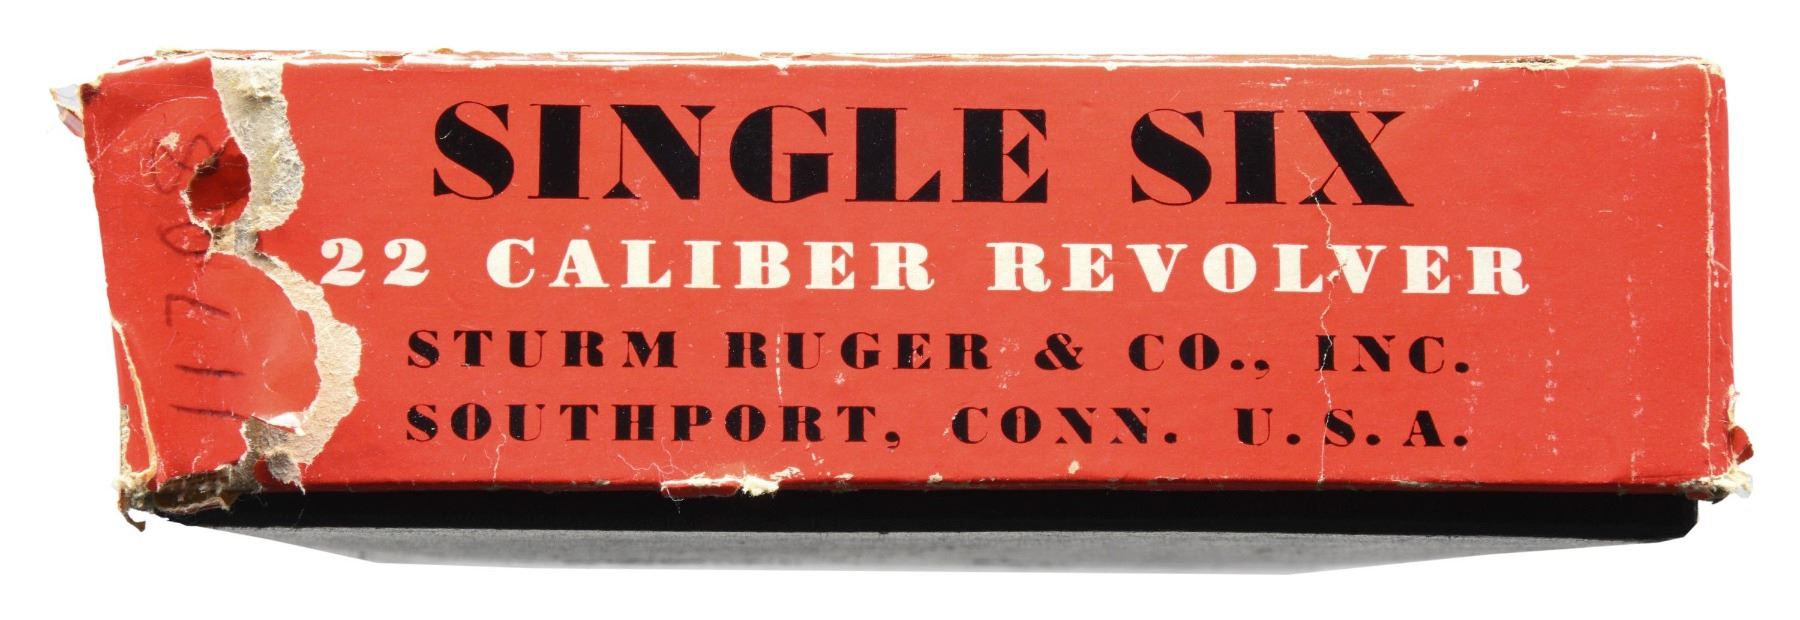 SINGLE SIX
22 CALIBER REVOLVER
STURM RUGER & CO., INC.
SOUTHPORT, CONN. U.S.A.